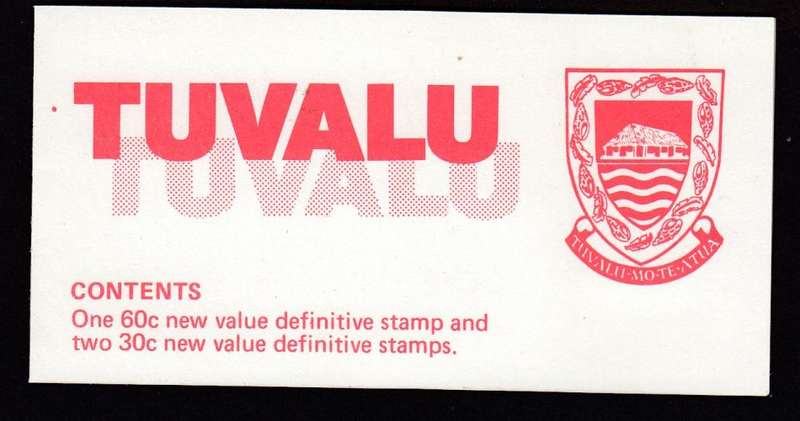 TUVALU
TUVALU
TUVALU-MO-TE-ATUA
CONTENTS
One 60c new value definitive stamp and
two 30c new value definitive stamps.